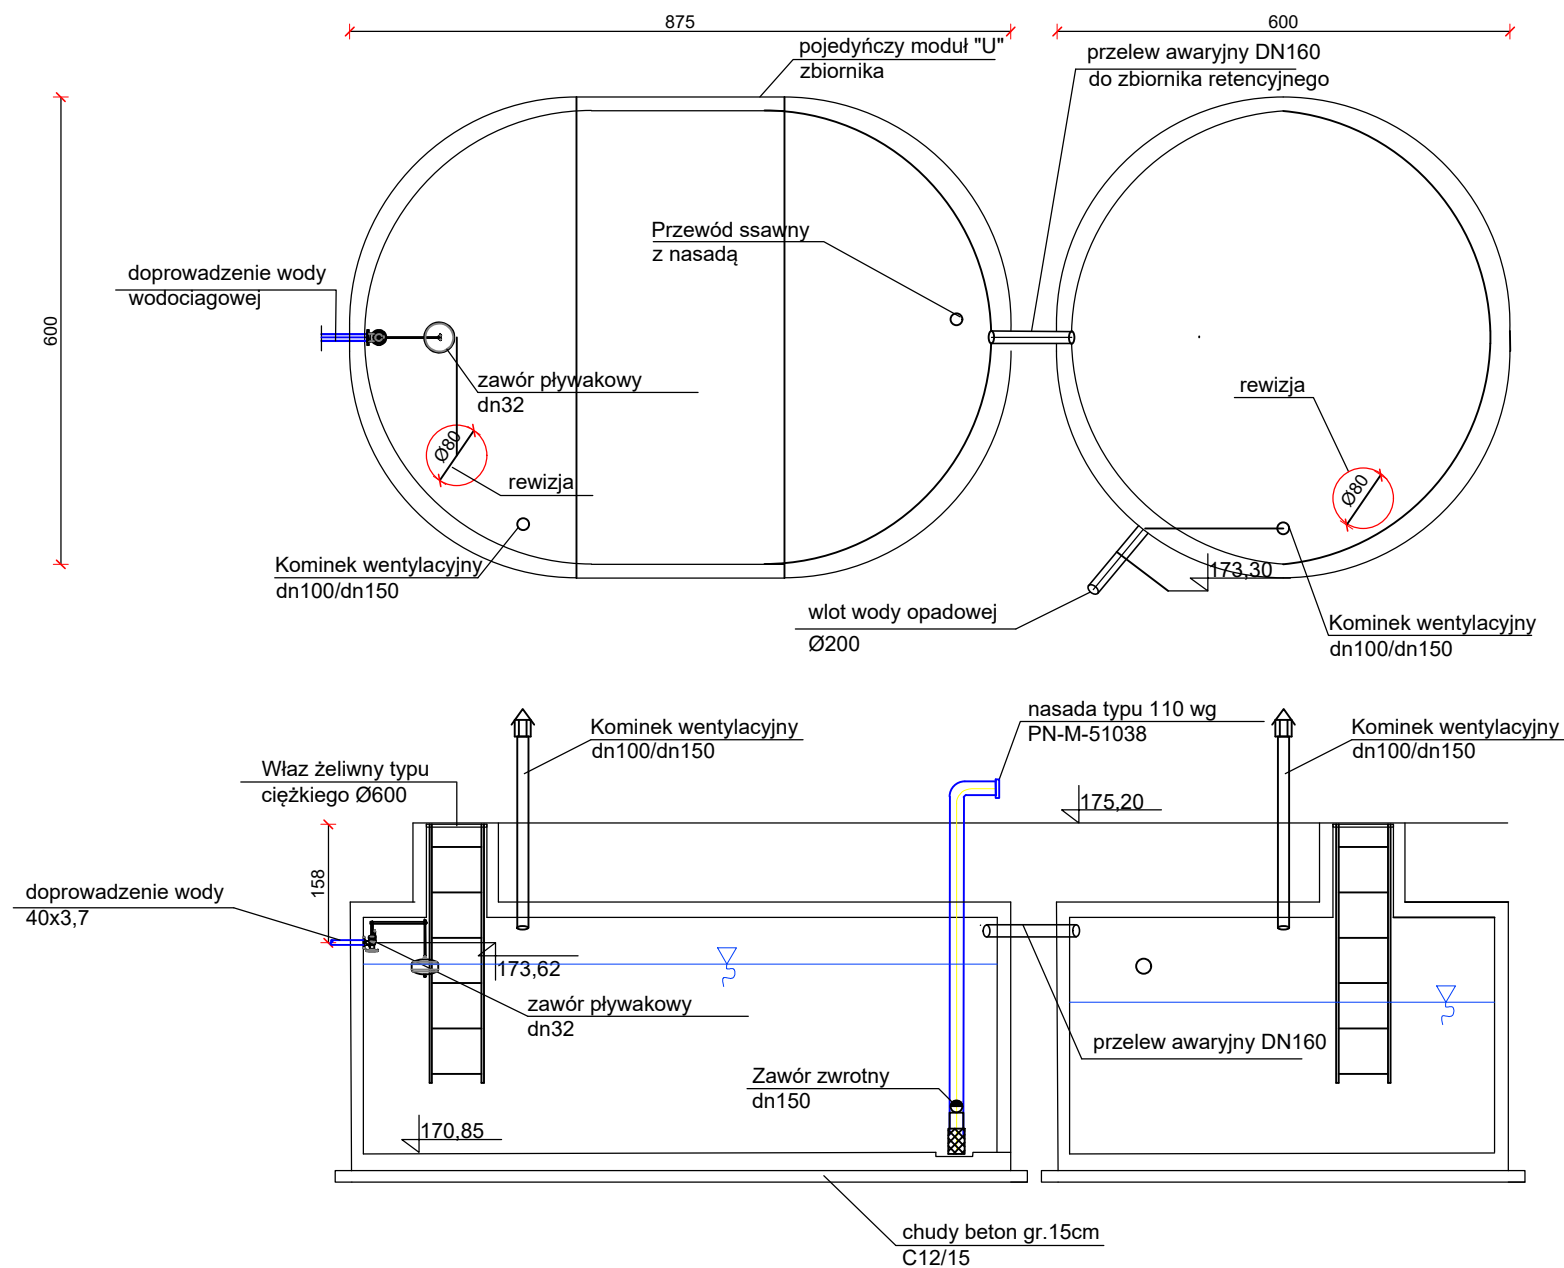 875
600
pojedyńczy moduł "U"
zbiornika
przelew awaryjny DN160
do zbiornika retencyjnego
Przewód ssawny
z nasadą
doprowadzenie wody
wodociagowej
600
zawór pływakowy
dn32
rewizja
Ø80
rewizja
Ø80
Kominek wentylacyjny
dn100/dn150
173,30
wlot wody opadowej
Ø200
Kominek wentylacyjny
dn100/dn150
Kominek wentylacyjny
dn100/dn150
nasada typu 110 wg
PN-M-51038
Kominek wentylacyjny
dn100/dn150
Właz żeliwny typu
ciężkiego Ø600
175,20
158
doprowadzenie wody
40x3,7
173,62
zawór pływakowy
dn32
przelew awaryjny DN160
Zawór zwrotny
dn150
170,85
chudy beton gr.15cm
C12/15